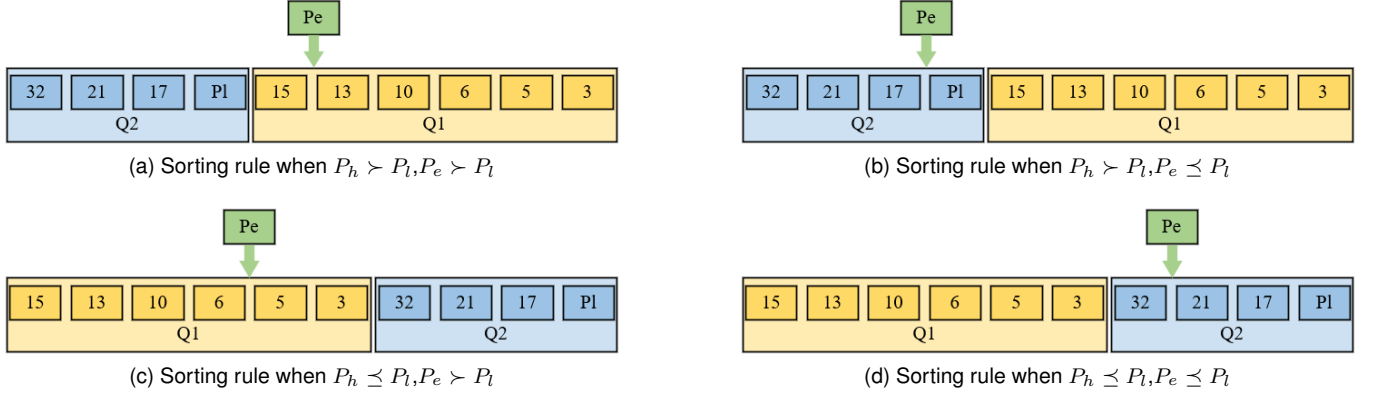 Pe
32 21 17 Pl 15 13 10 6 5 3
Q2 Q1
(a) Sorting rule when P_h ≻ P_l,P_e ≻ P_l
Pe
32 21 17 Pl 15 13 10 6 5 3
Q2 Q1
(b) Sorting rule when P_h ≻ P_l,P_e ⪯ P_l
Pe
15 13 10 6 5 3 32 21 17 Pl
Q1 Q2
(c) Sorting rule when P_h ⪯ P_l,P_e ≻ P_l
Pe
15 13 10 6 5 3 32 21 17 Pl
Q1 Q2
(d) Sorting rule when P_h ⪯ P_l,P_e ⪯ P_l